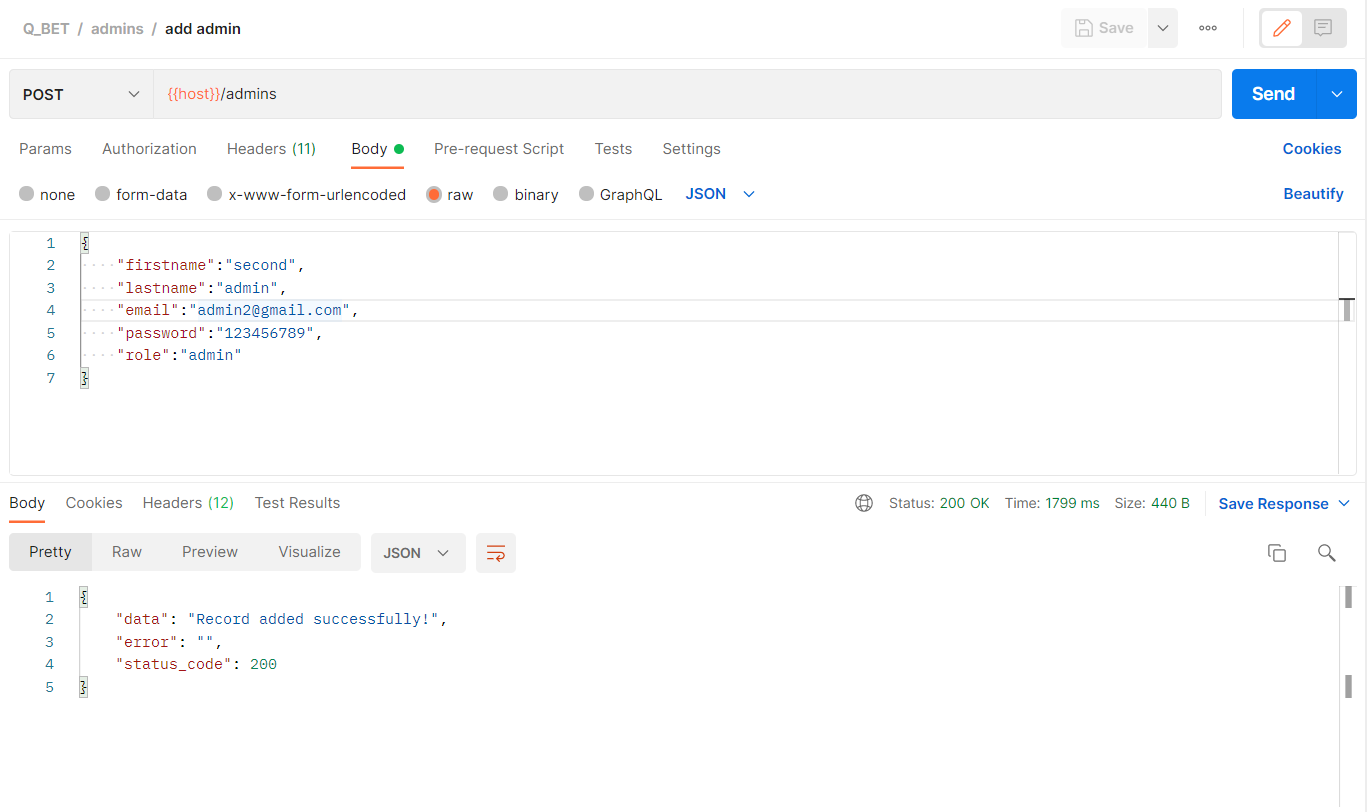 Q_BET / admins / add admin Save
POST {{host}}/admins Send
Params Authorization Headers (11) Body Pre-request Script Tests Settings Cookies
none form-data x-www-form-urlencoded raw binary GraphQL JSON Beautify
1 {
2 ····"firstname":"second",
3 ····"lastname":"admin",
4 ····"email":"admin2@gmail.com",
5 ····"password":"123456789",
6 ····"role":"admin"
7 }
Body Cookies Headers (12) Test Results Status: 200 OK Time: 1799 ms Size: 440 B Save Response
Pretty Raw Preview Visualize JSON
1 {
2 "data": "Record added successfully!",
3 "error": "",
4 "status_code": 200
5 }